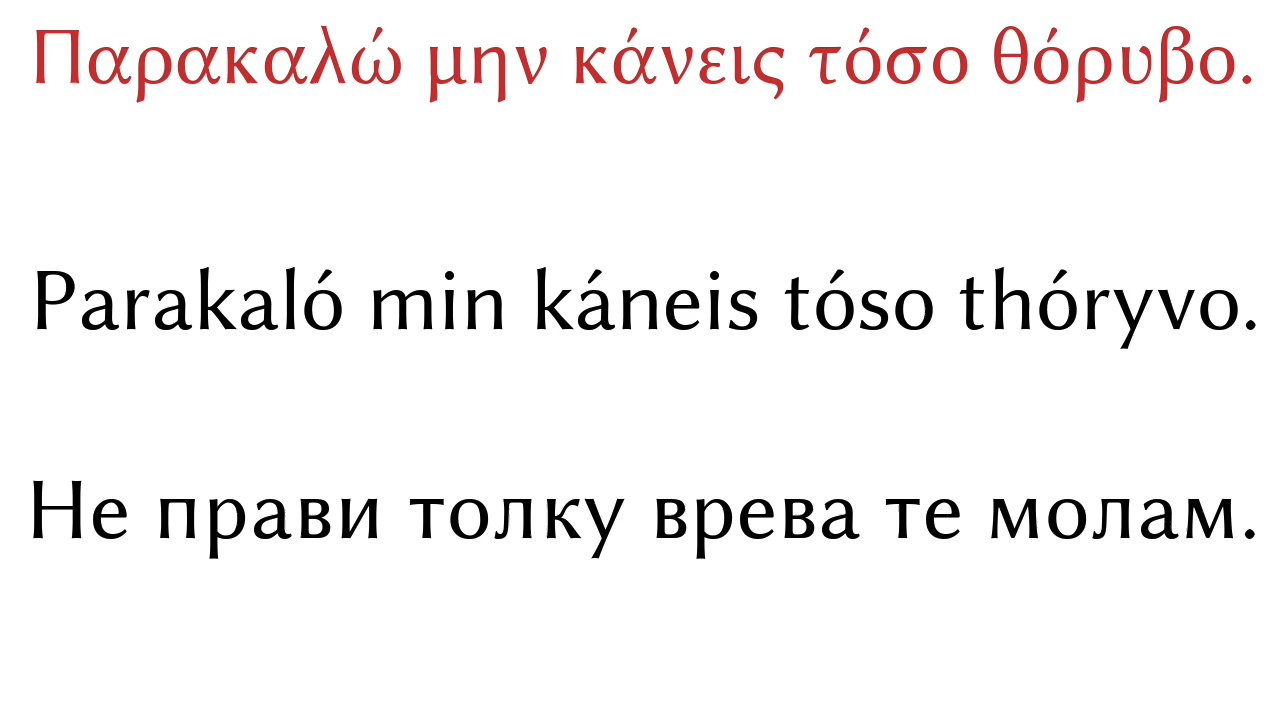 Παρακαλώ μην κάνεις τόσο θόρυβο.
Parakaló min káneis tóso thóryvo.
Не прави толку врева те молам.